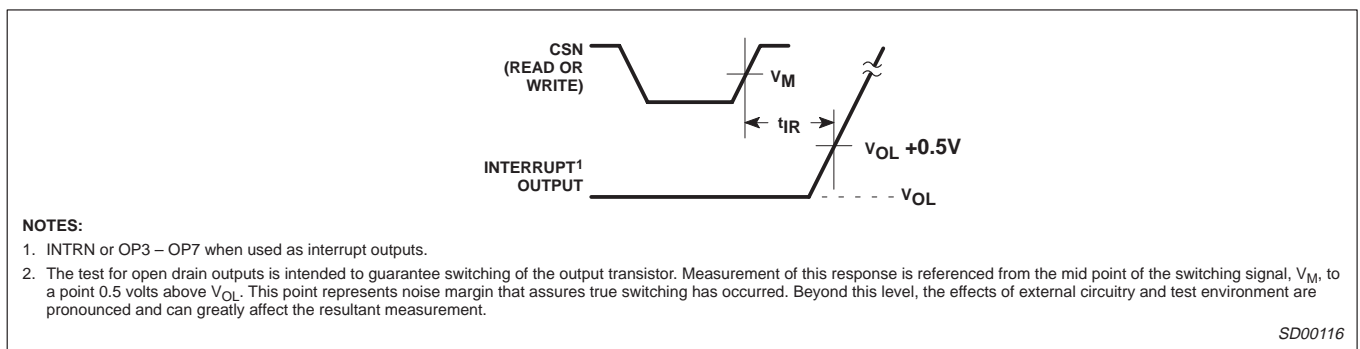 CSN
(READ OR
WRITE)
VM
tIR
VOL +0.5V
INTERRUPT1
OUTPUT
VOL
NOTES:
1. INTRN or OP3 – OP7 when used as interrupt outputs.
2. The test for open drain outputs is intended to guarantee switching of the output transistor. Measurement of this response is referenced from the mid point of the switching signal, VM, to
a point 0.5 volts above VOL. This point represents noise margin that assures true switching has occurred. Beyond this level, the effects of external circuitry and test environment are
pronounced and can greatly affect the resultant measurement.
SD00116